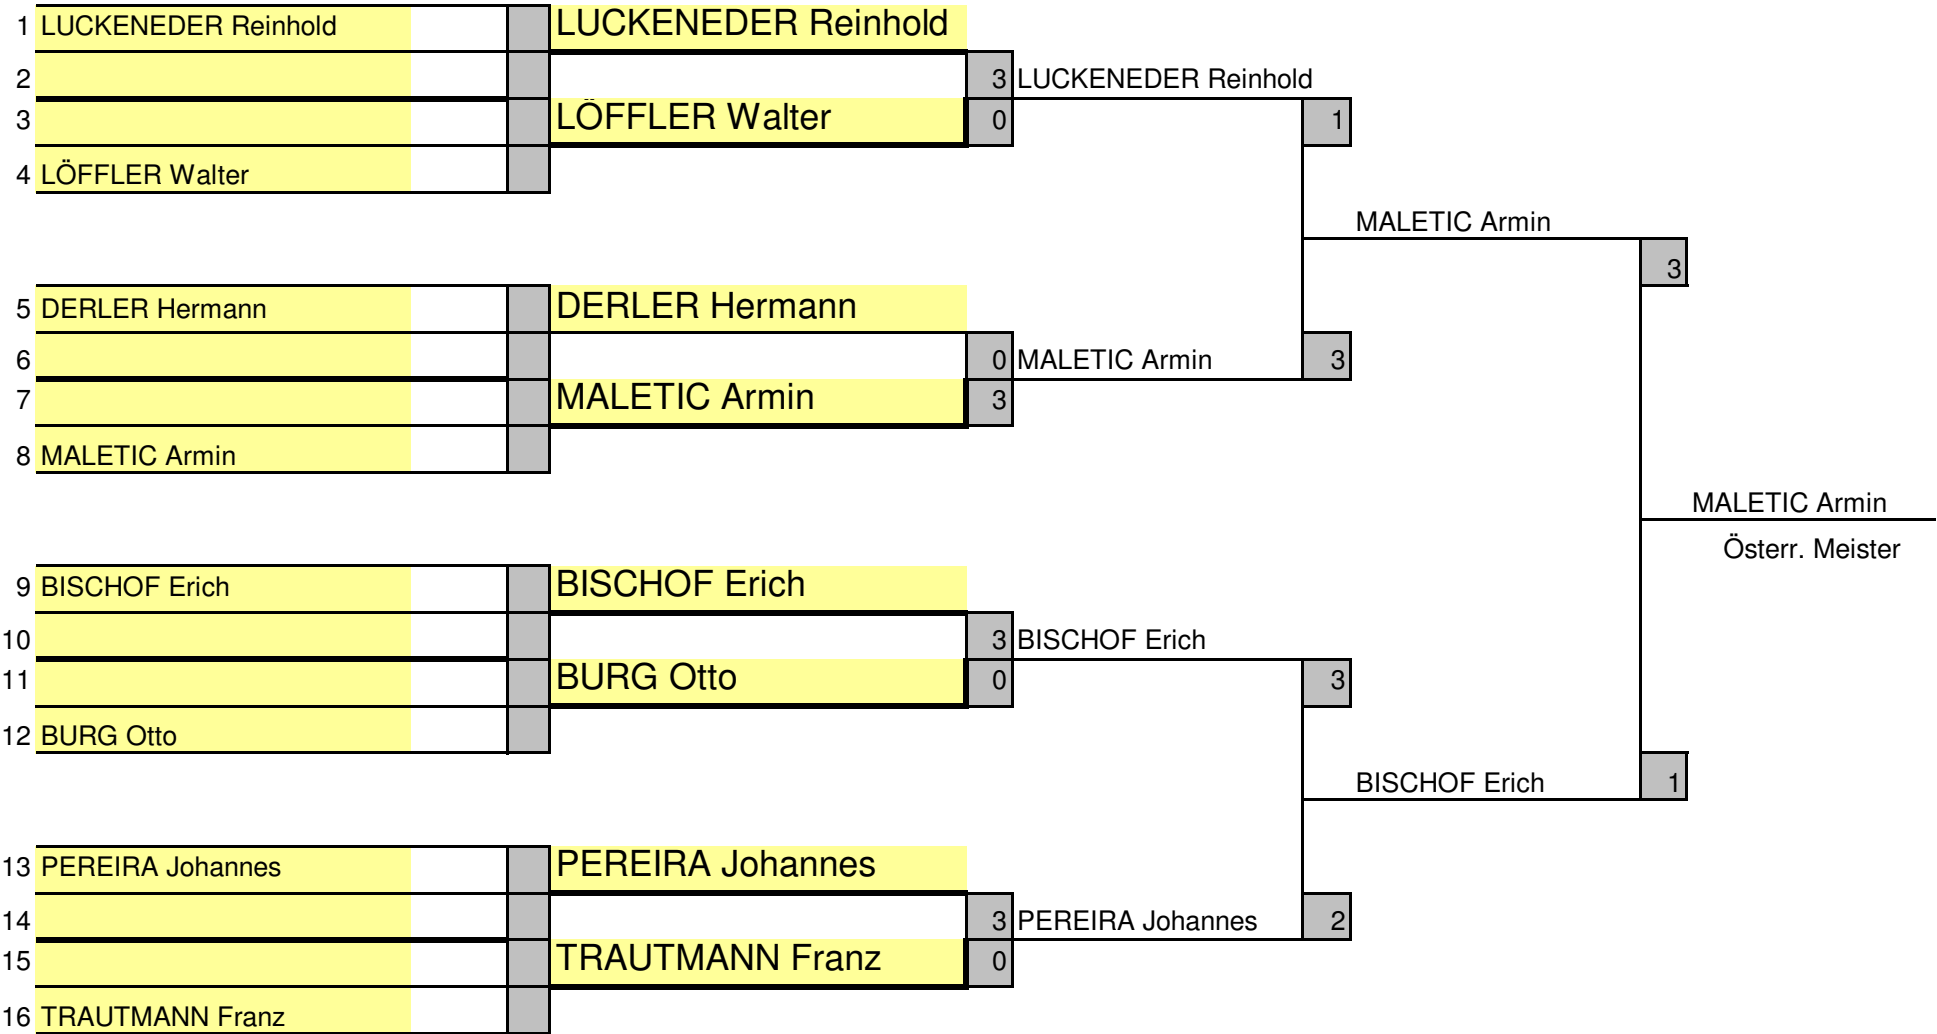 1 LUCKENEDER Reinhold LUCKENEDER Reinhold
2 3 LUCKENEDER Reinhold
3 LÖFFLER Walter 0 1
4 LÖFFLER Walter
MALETIC Armin
3
5 DERLER Hermann DERLER Hermann
6 0 MALETIC Armin 3
7 MALETIC Armin 3
8 MALETIC Armin
MALETIC Armin
Österr. Meister
9 BISCHOF Erich BISCHOF Erich
10 3 BISCHOF Erich
11 BURG Otto 0 3
12 BURG Otto
BISCHOF Erich 1
13 PEREIRA Johannes PEREIRA Johannes
14 3 PEREIRA Johannes 2
15 TRAUTMANN Franz 0
16 TRAUTMANN Franz